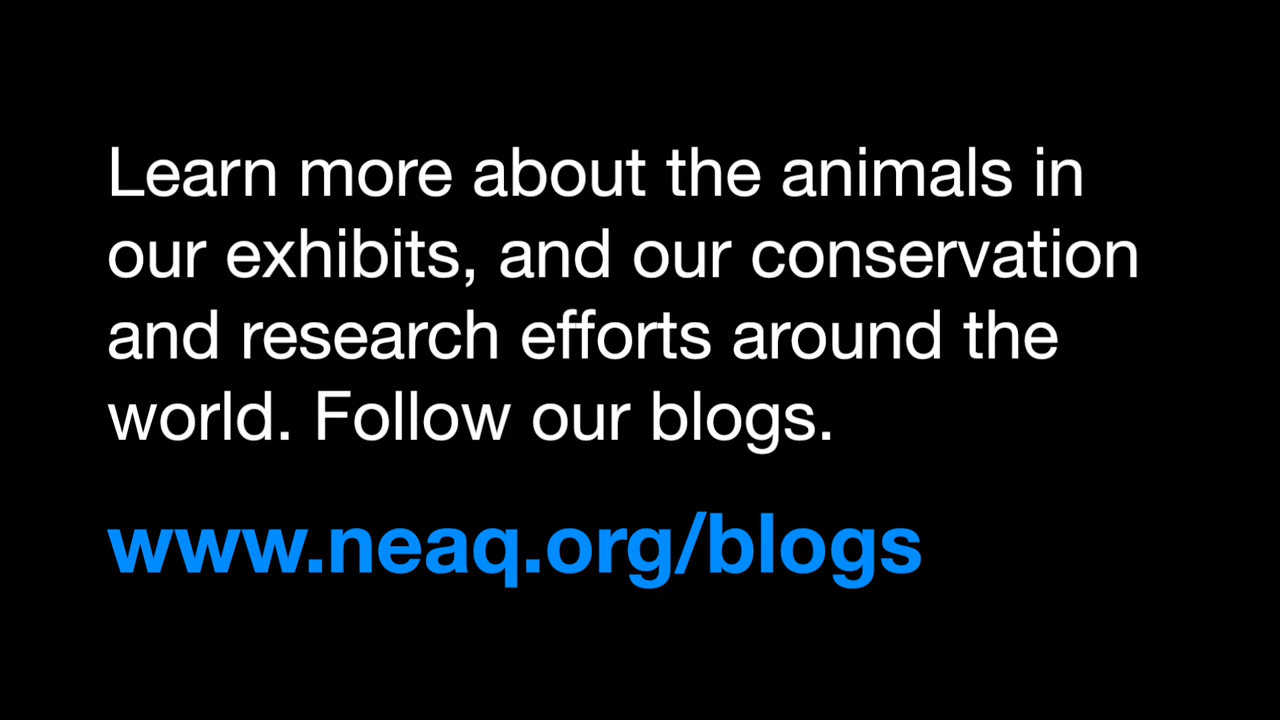 Learn more about the animals in
our exhibits, and our conservation
and research efforts around the
world. Follow our blogs.
www.neaq.org/blogs